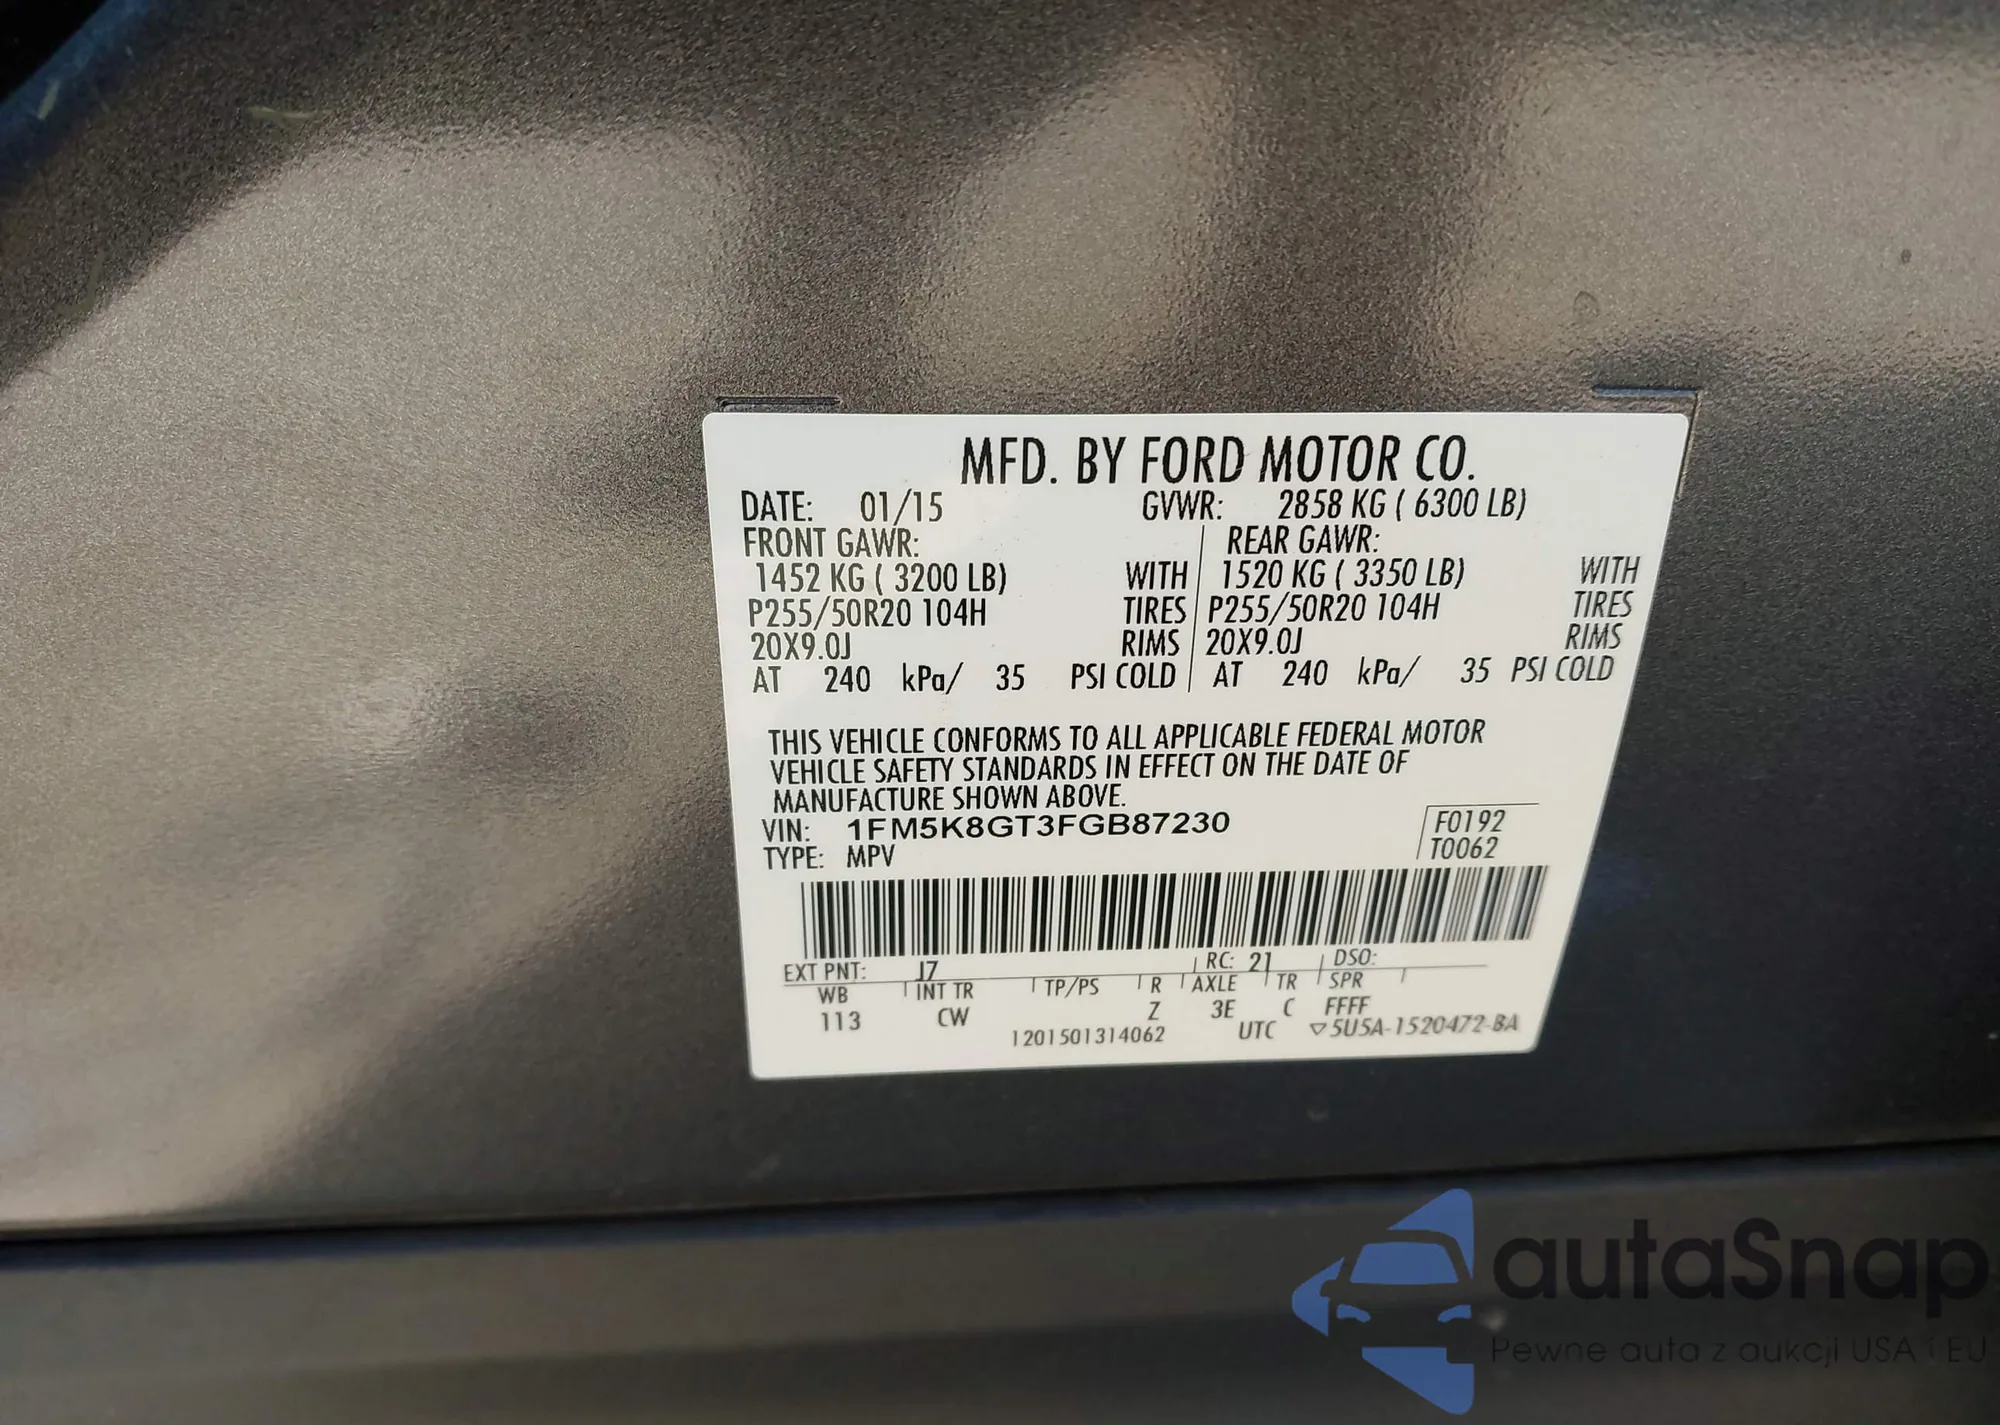 MFD. BY FORD MOTOR CO.
DATE: 01/15 GVWR: 2858 KG ( 6300 LB)
FRONT GAWR: REAR GAWR:
1452 KG ( 3200 LB) WITH 1520 KG ( 3350 LB) WITH
P255/50R20 104H TIRES P255/50R20 104H TIRES
20X9.0J RIMS 20X9.0J RIMS
AT 240 kPa/ 35 PSI COLD AT 240 kPa/ 35 PSI COLD
THIS VEHICLE CONFORMS TO ALL APPLICABLE FEDERAL MOTOR
VEHICLE SAFETY STANDARDS IN EFFECT ON THE DATE OF
MANUFACTURE SHOWN ABOVE.
VIN: 1FM5K8GT3FGB87230 F0192
TYPE: MPV T0062
EXT PNT: J7 RC: 21 DSO:
WB INT TR TP/PS R AXLE TR SPR
113 CW Z 3E C FFFF
1201501314062 UTC ▽5U5A-1520472-BA
autaSnap
Pewne auta z aukcji USA i EU